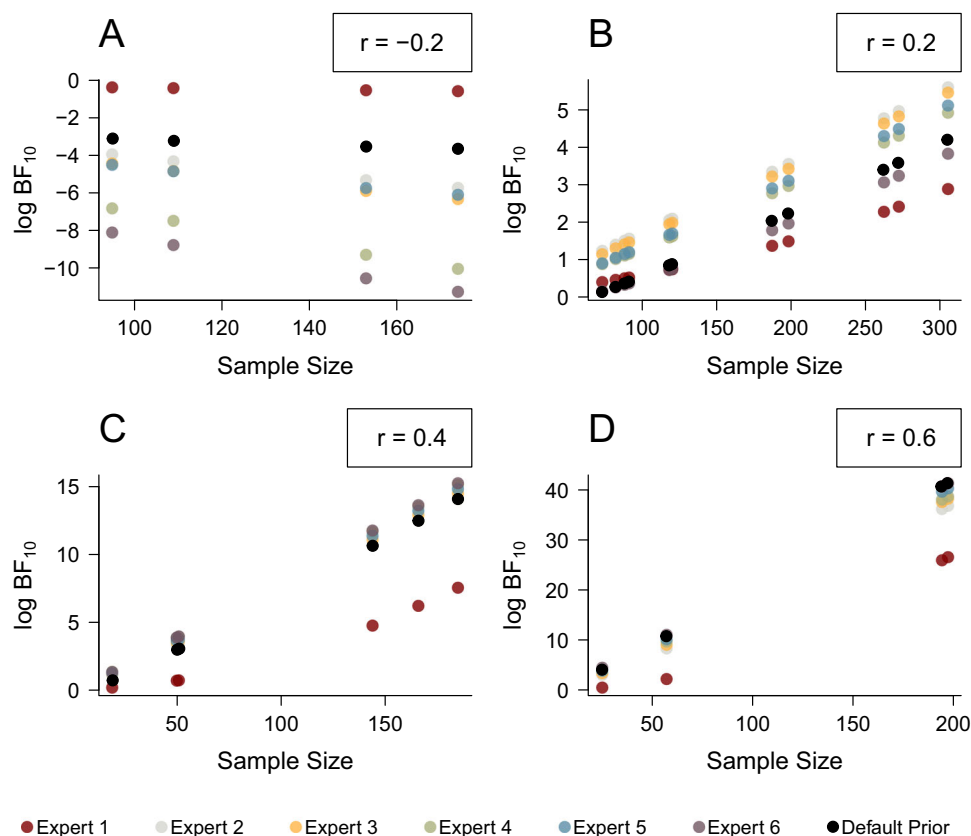 A
r = −0.2
0
−2
−4
−6
−8
−10
log BF10
100
120
140
160
Sample Size
B
r = 0.2
5
4
3
2
1
0
log BF10
100
150
200
250
300
Sample Size
C
r = 0.4
15
10
5
0
log BF10
50
100
150
Sample Size
D
r = 0.6
40
30
20
10
0
log BF10
50
100
150
200
Sample Size
Expert 1 Expert 2 Expert 3 Expert 4 Expert 5 Expert 6 Default Prior